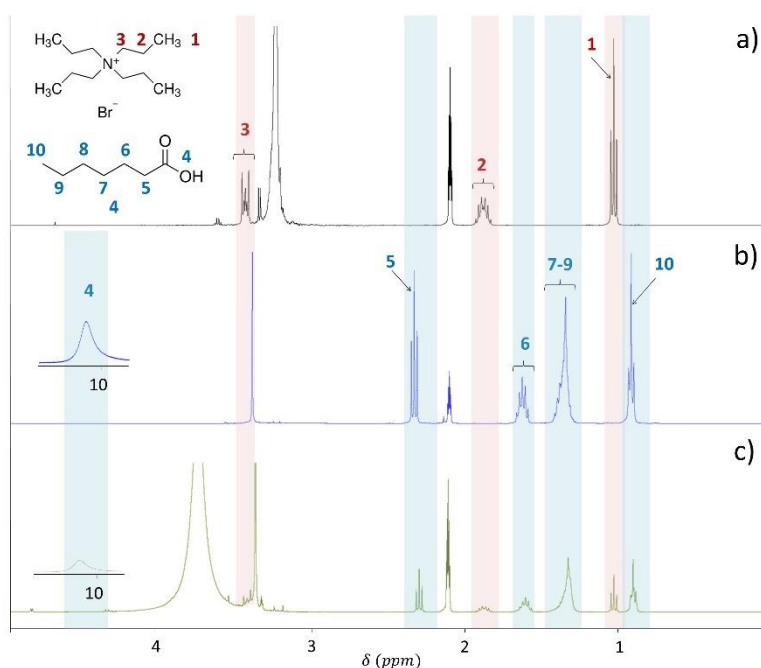 a)
H₃C 3 2 CH₃ 1
N⁺
H₃C CH₃
Br⁻
10 8 6 O 4
OH
9 7 5
4
3
2
1
b)
4
10
5
6
7-9
10
c)
10
4 3 2 1
δ (ppm)